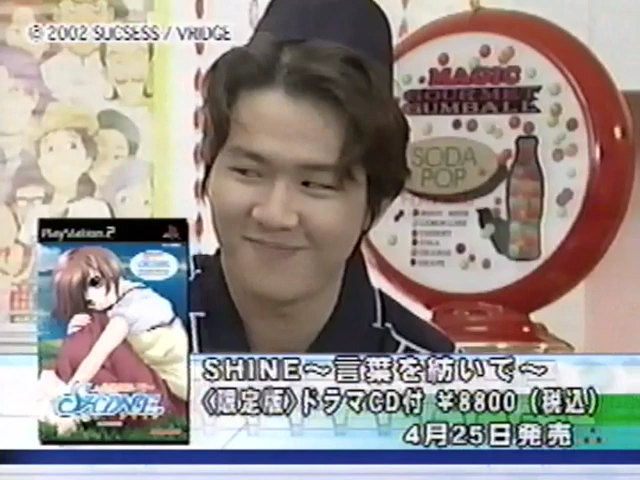 © 2002 SUCSESS / VRIDGE
MAGIC
GOURMET
GUMBALL
SODA
POP
PlayStation 2
SHINE
SHINE～言葉を紡いで～
〈限定版〉ドラマCD付 ¥8800（税込）
4月25日発売